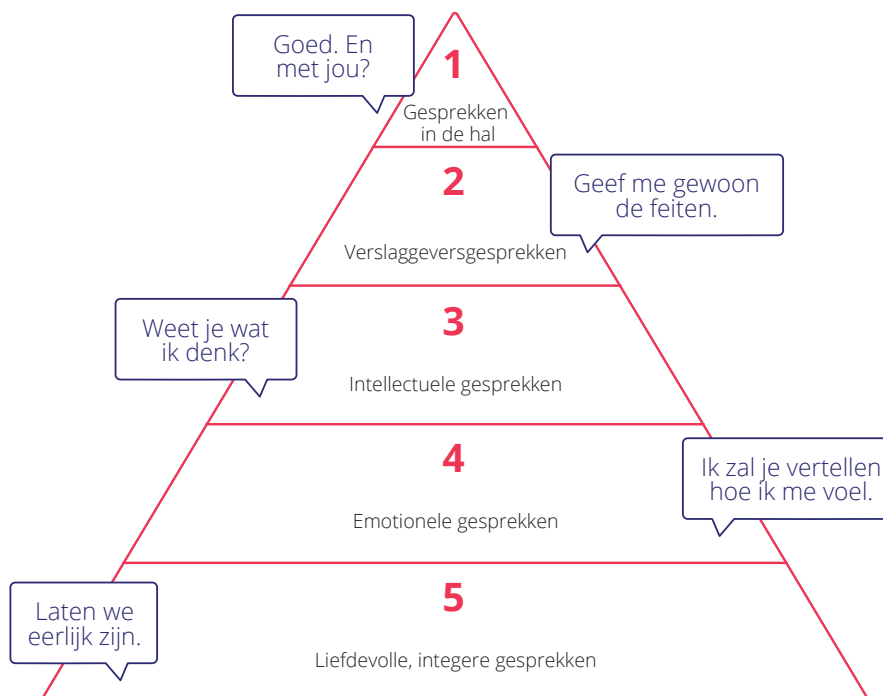 Goed. En
met jou?
1
Gesprekken
in de hal
2
Geef me gewoon
de feiten.
Verslaggeversgesprekken
3
Weet je wat
ik denk?
Intellectuele gesprekken
4
Ik zal je vertellen
hoe ik me voel.
Emotionele gesprekken
5
Laten we
eerlijk zijn.
Liefdevolle, integere gesprekken